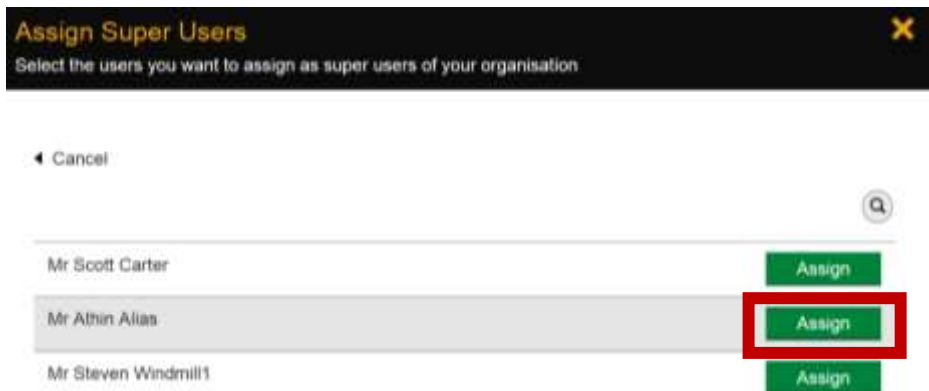 Assign Super Users
Select the users you want to assign as super users of your organisation
Cancel
Mr Scott Carter
Assign
Mr Athin Alias
Assign
Mr Steven Windmill1
Assign